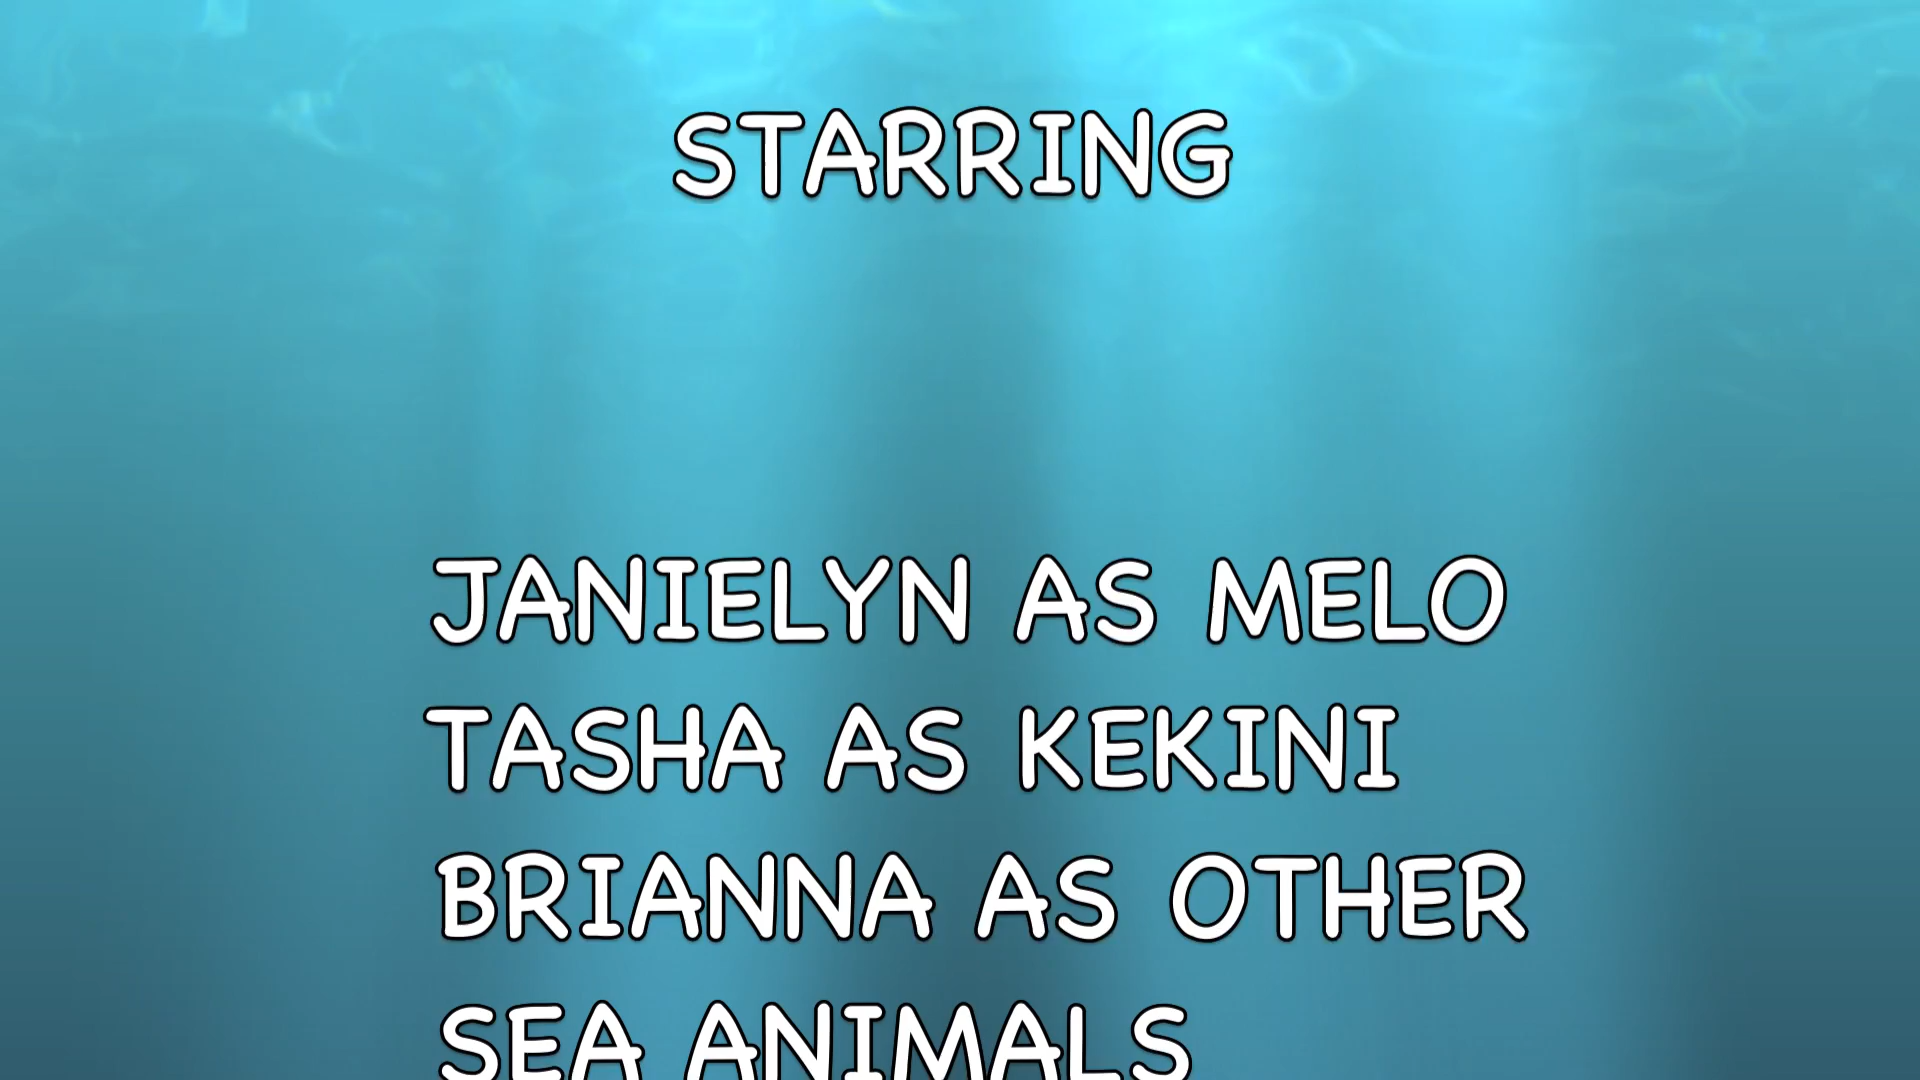 STARRING
JANIELYN AS MELO
TASHA AS KEKINI
BRIANNA AS OTHER
SEA ANIMALS